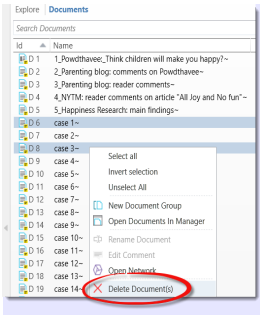 Explore Documents
Search Documents
Id Name
D 1 1_Powdthavee:_Think children will make you happy?~
D 2 2_Parenting blog: comments on Powdthavee~
D 3 3_Parenting blog: reader comments~
D 4 4_NYTM: reader comments on article "All Joy and No fun"~
D 5 5_Happiness Research: main findings~
D 6 case 1~
D 7 case 2~
D 8 case 3~
D 9 case 4~
D 10 case 5~
D 11 case 6~
D 12 case 7~
D 13 case 8~
D 14 case 9~
D 15 case 10~
D 16 case 11~
D 17 case 12~
D 18 case 13~
D 19 case 14~
Select all
Invert selection
Unselect All
New Document Group
Open Documents In Manager
Rename Document
Edit Comment
Open Network
Delete Document(s)